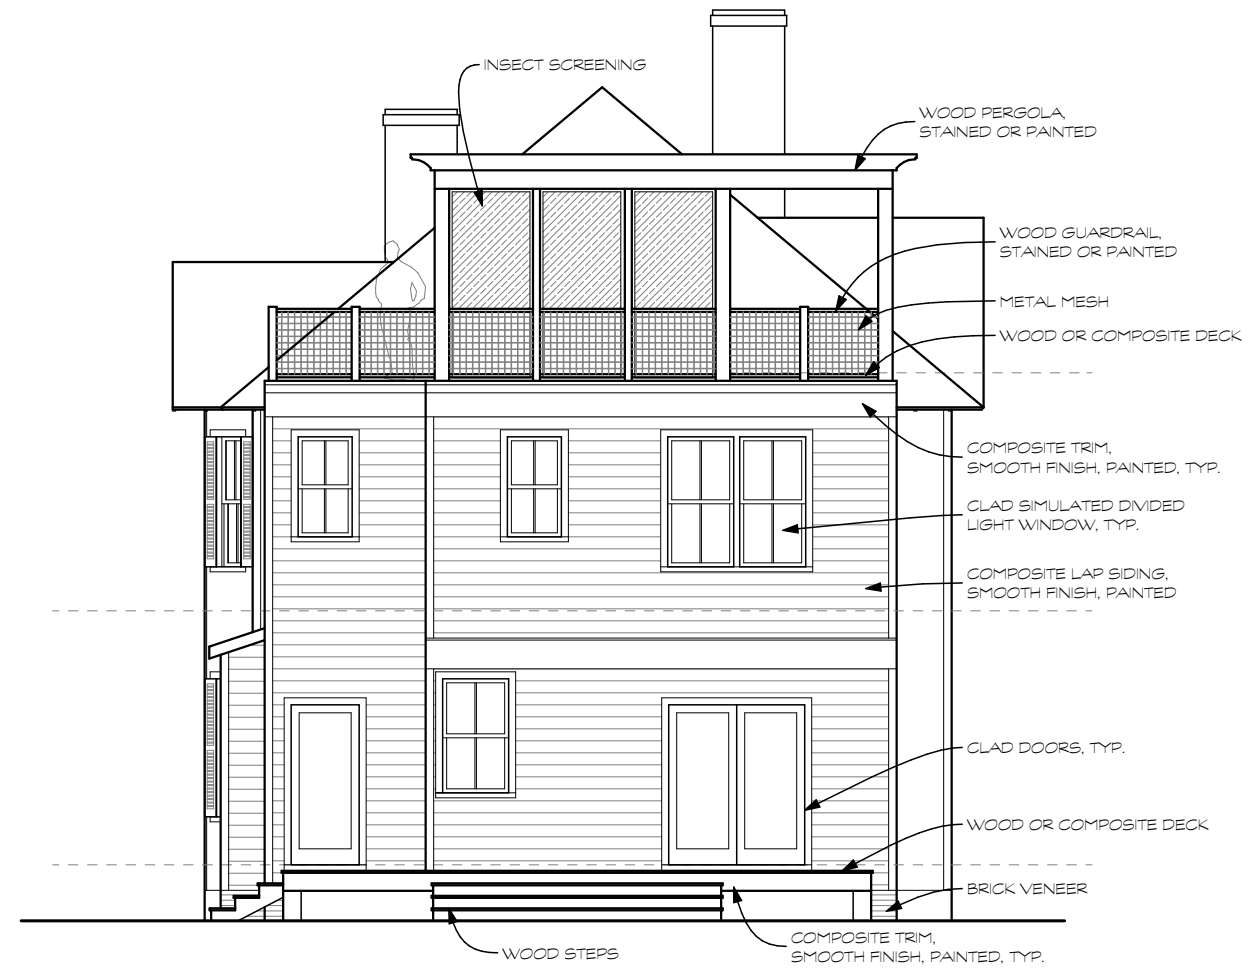 INSECT SCREENING
WOOD PERGOLA,
STAINED OR PAINTED
WOOD GUARDRAIL,
STAINED OR PAINTED
METAL MESH
WOOD OR COMPOSITE DECK
COMPOSITE TRIM,
SMOOTH FINISH, PAINTED, TYP.
CLAD SIMULATED DIVIDED
LIGHT WINDOW, TYP.
COMPOSITE LAP SIDING,
SMOOTH FINISH, PAINTED
CLAD DOORS, TYP.
WOOD OR COMPOSITE DECK
BRICK VENEER
COMPOSITE TRIM,
SMOOTH FINISH, PAINTED, TYP.
WOOD STEPS